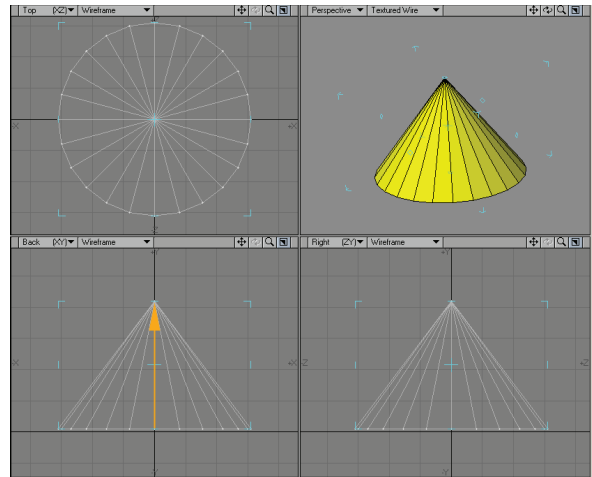 Top (XZ) Wireframe
Perspective Textured Wire
X X
-Z
Back (XY) Wireframe
Right (ZY) Wireframe
+Y +Y
-X -X Z -Z
-Y -Y